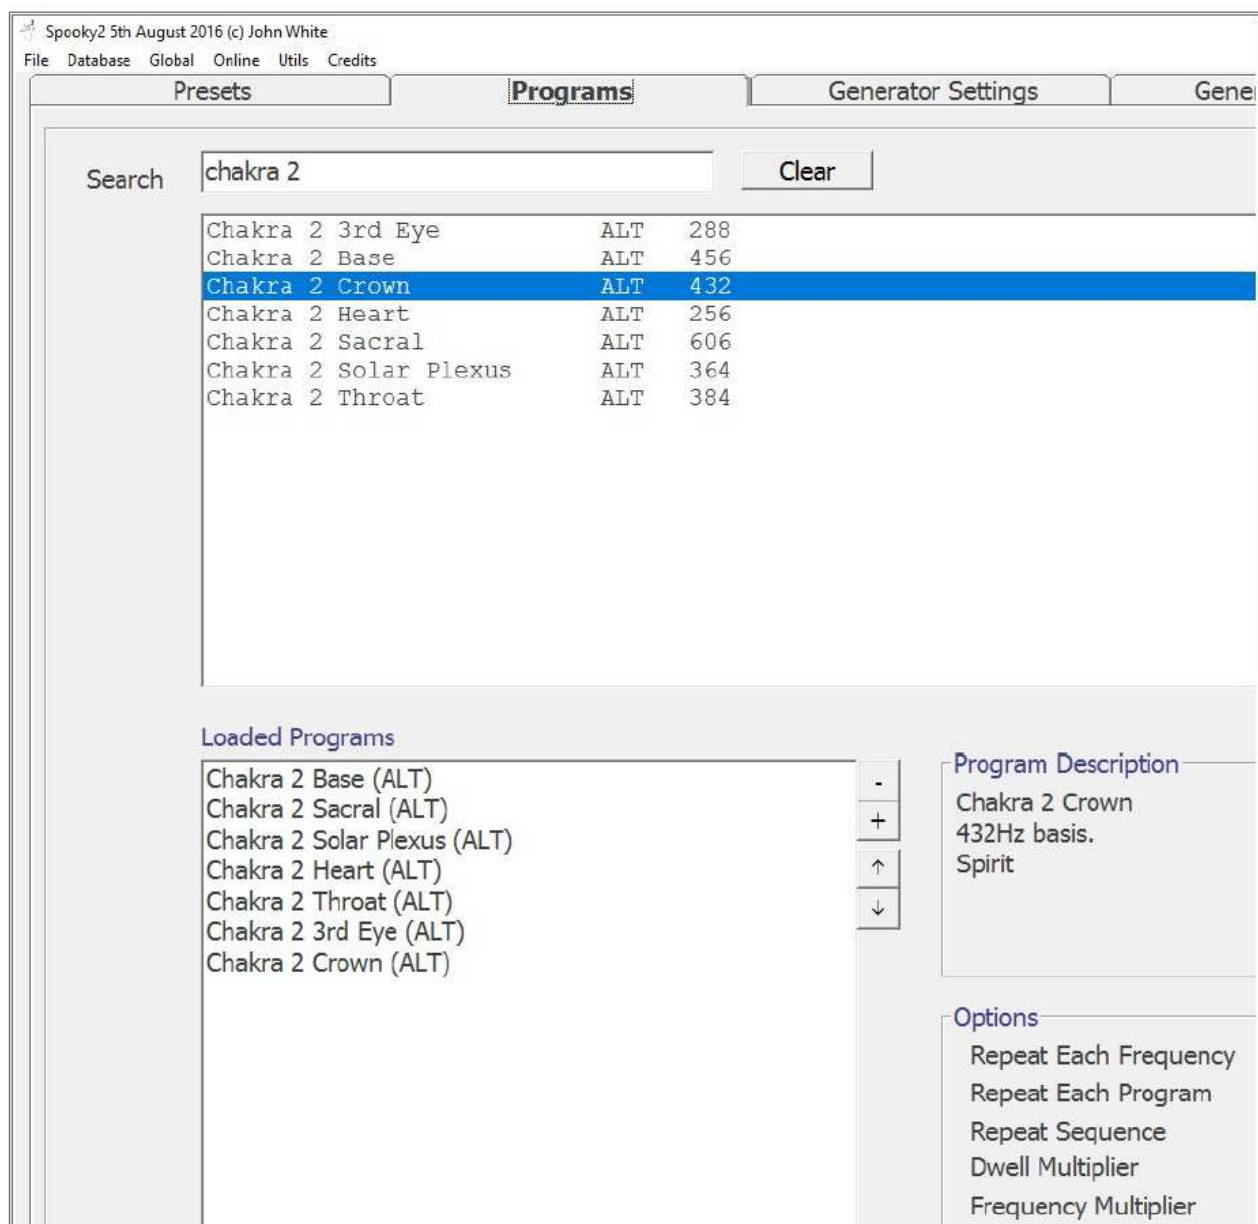 Spooky2 5th August 2016 (c) John White
File Database Global Online Utils Credits
Presets Programs Generator Settings
Search chakra 2 Clear
Chakra 2 3rd Eye ALT 288
Chakra 2 Base ALT 456
Chakra 2 Crown ALT 432
Chakra 2 Heart ALT 256
Chakra 2 Sacral ALT 606
Chakra 2 Solar Plexus ALT 364
Chakra 2 Throat ALT 384
Loaded Programs
Chakra 2 Base (ALT)
Chakra 2 Sacral (ALT)
Chakra 2 Solar Plexus (ALT)
Chakra 2 Heart (ALT)
Chakra 2 Throat (ALT)
Chakra 2 3rd Eye (ALT)
Chakra 2 Crown (ALT)
-
+
↑
↓
Program Description
Chakra 2 Crown
432Hz basis.
Spirit
Options
Repeat Each Frequency
Repeat Each Program
Repeat Sequence
Dwell Multiplier
Frequency Multiplier